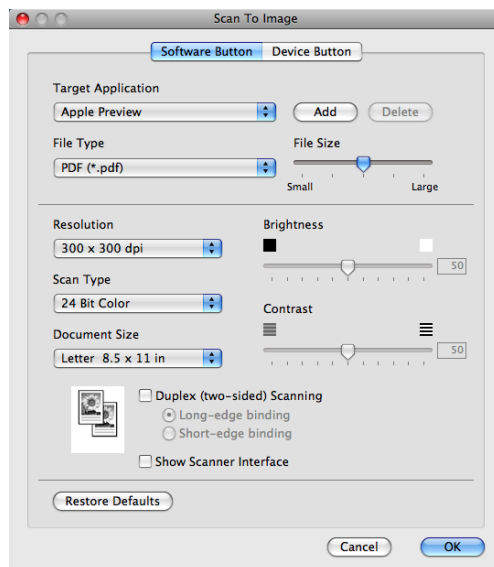 Scan To Image
Software Button Device Button
Target Application
Apple Preview Add Delete
File Type File Size
PDF (*.pdf)
Small Large
Resolution Brightness
300 x 300 dpi
50
Scan Type
24 Bit Color
Contrast
Document Size
Letter 8.5 x 11 in 50
Duplex (two-sided) Scanning
Long-edge binding
Short-edge binding
Show Scanner Interface
Restore Defaults
Cancel OK